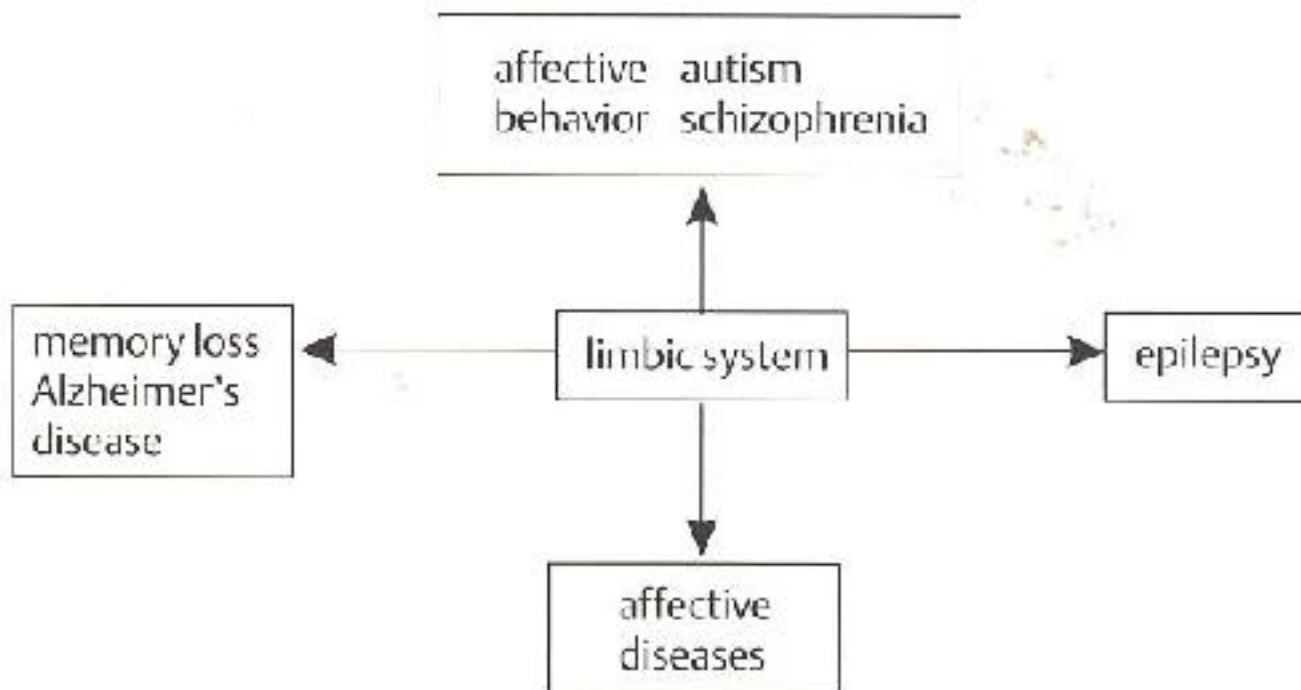 affective autism
behavior schizophrenia
memory loss
Alzheimer's
disease
limbic system
epilepsy
affective
diseases